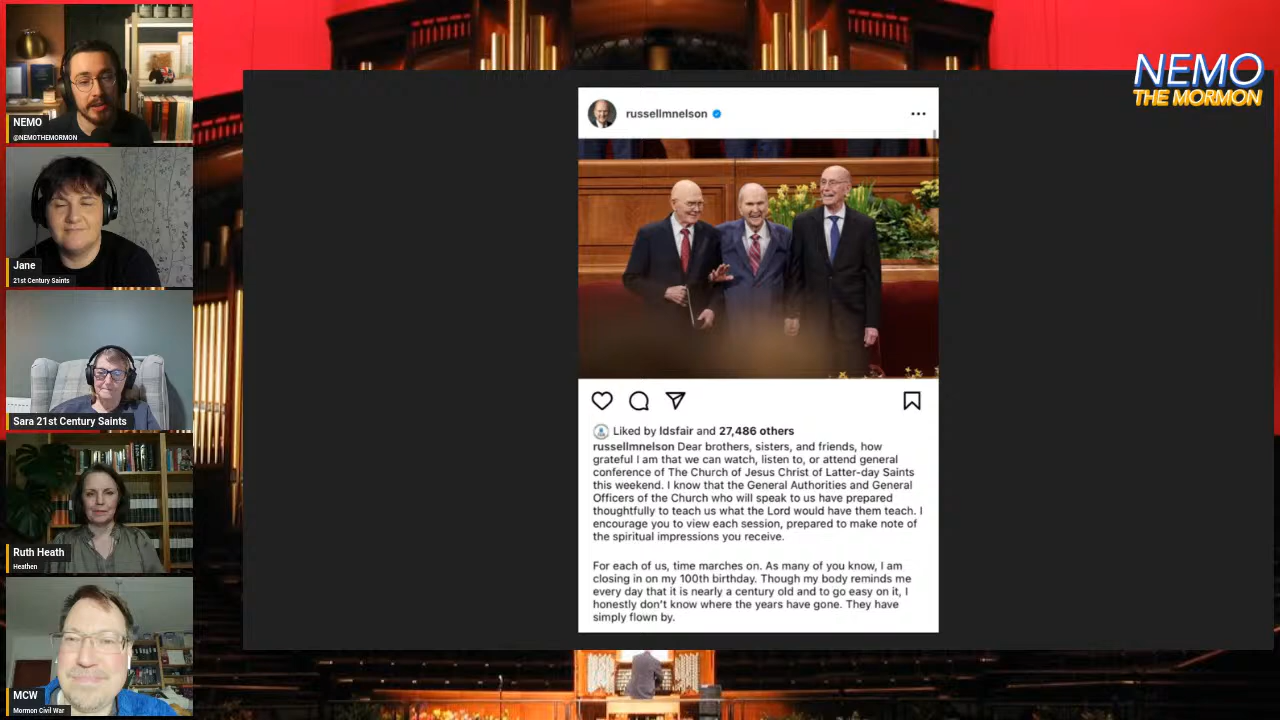 NEMO
@NEMOTHEMORMON
Jane
21st Century Saints
Sara 21st Century Saints
Ruth Heath
Heathen
MCW
Mormon Civil War
NEMO
THE MORMON
russellmnelson
Liked by ldsfair and 27,486 others
russellmnelson Dear brothers, sisters, and friends, how
grateful I am that we can watch, listen to, or attend general
conference of The Church of Jesus Christ of Latter-day Saints
this weekend. I know that the General Authorities and General
Officers of the Church who will speak to us have prepared
thoughtfully to teach us what the Lord would have them teach. I
encourage you to view each session, prepared to make note of
the spiritual impressions you receive.
For each of us, time marches on. As many of you know, I am
closing in on my 100th birthday. Though my body reminds me
every day that it is nearly a century old and to go easy on it, I
honestly don't know where the years have gone. They have
simply flown by.